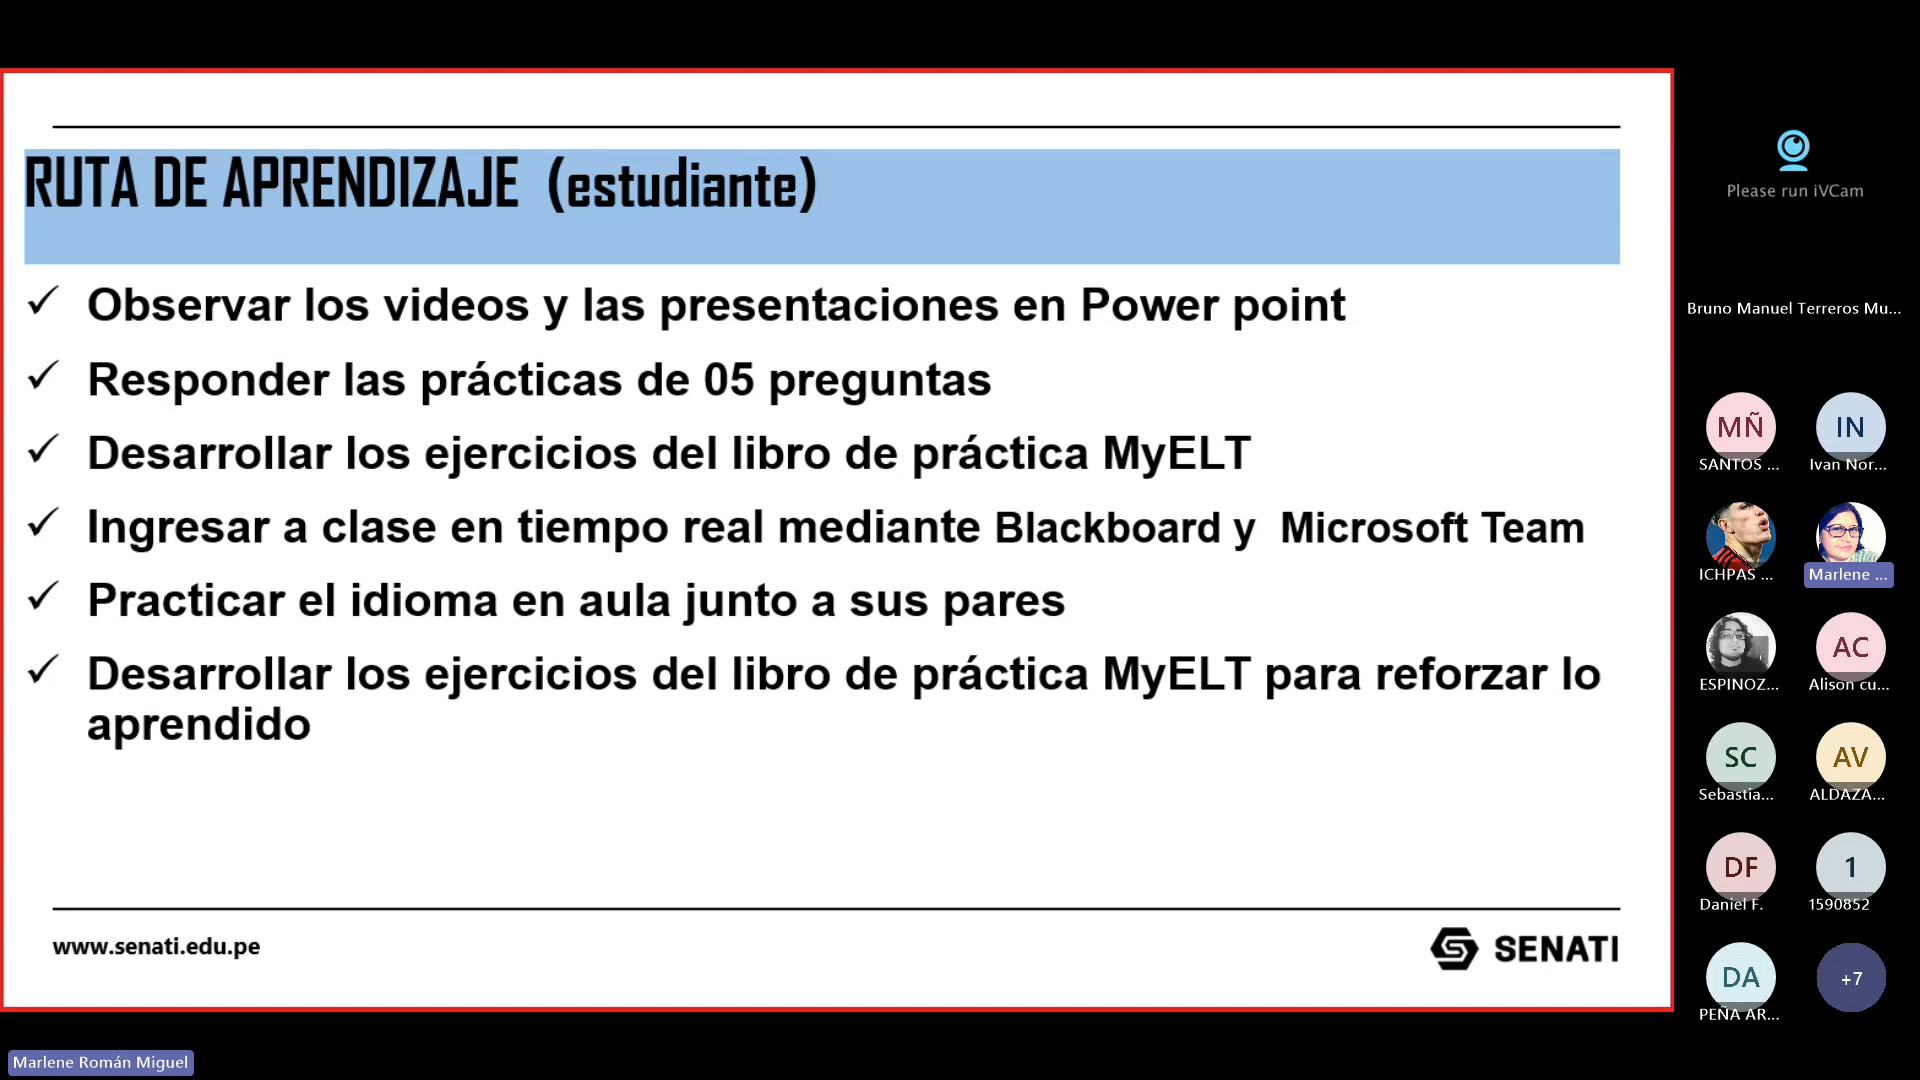 RUTA DE APRENDIZAJE (estudiante)
✓ Observar los videos y las presentaciones en Power point
✓ Responder las prácticas de 05 preguntas
✓ Desarrollar los ejercicios del libro de práctica MyELT
✓ Ingresar a clase en tiempo real mediante Blackboard y Microsoft Team
✓ Practicar el idioma en aula junto a sus pares
✓ Desarrollar los ejercicios del libro de práctica MyELT para reforzar lo
aprendido
www.senati.edu.pe
SENATI
Please run iVCam
Bruno Manuel Terreros Mu...
MÑ
IN
SANTOS ...
Ivan Nor...
ICHPAS ...
Marlene ...
AC
ESPINOZ...
Alison cu...
SC
AV
Sebastia...
ALDAZA...
DF
1
Daniel F.
1590852
DA
+7
PEÑA AR...
Marlene Román Miguel